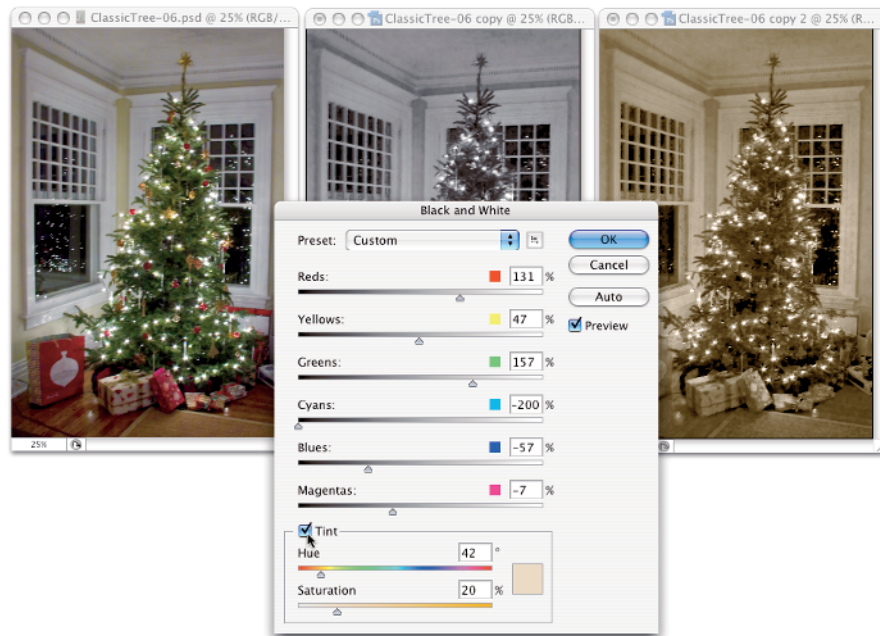 ClassicTree-06.psd @ 25% (RGB/...
ClassicTree-06 copy @ 25% (RGB...
ClassicTree-06 copy 2 @ 25% (R...
Black and White
Preset: Custom
OK
Cancel
Auto
Preview
Reds: 131 %
Yellows: 47 %
Greens: 157 %
Cyans: -200 %
Blues: -57 %
Magentas: -7 %
Tint
Hue 42 °
Saturation 20 %
25%